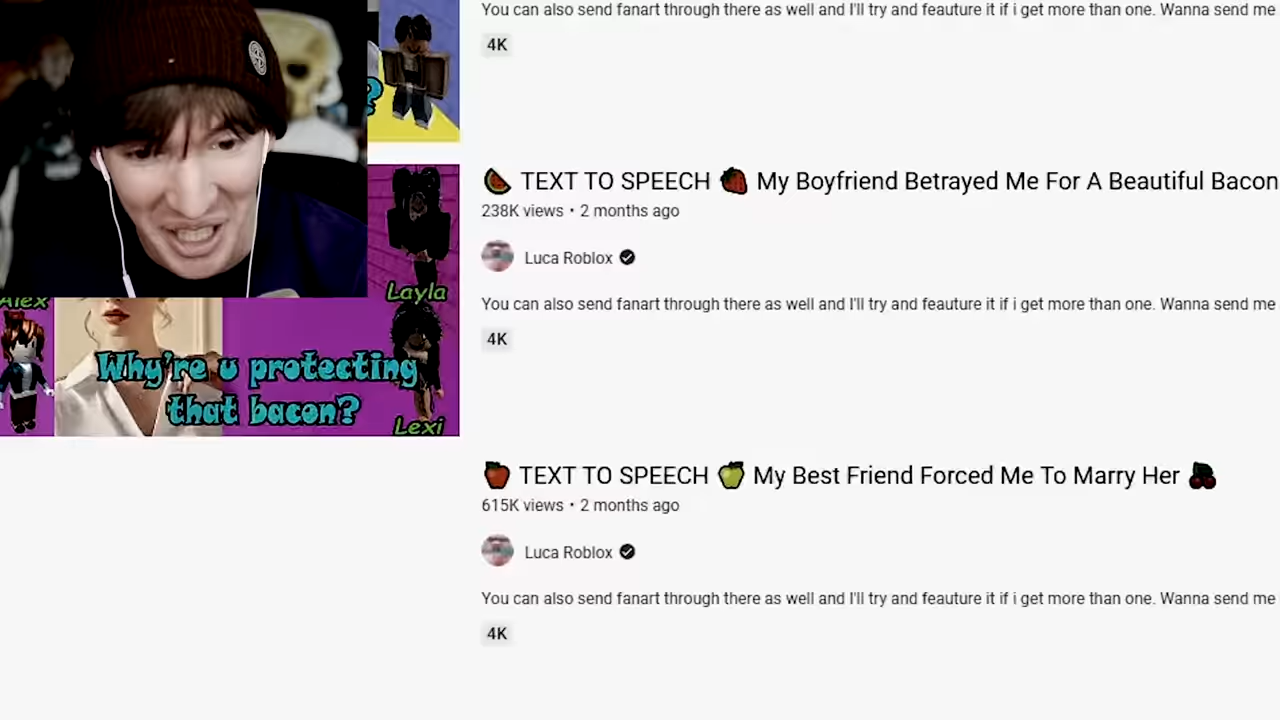 You can also send fanart through there as well and I'll try and feauture it if i get more than one. Wanna send me
4K
?
TEXT TO SPEECH My Boyfriend Betrayed Me For A Beautiful Bacon
238K views • 2 months ago
Luca Roblox
Layla
Alex
You can also send fanart through there as well and I'll try and feauture it if i get more than one. Wanna send me
4K
Why're u protecting
that bacon?
Lexi
TEXT TO SPEECH My Best Friend Forced Me To Marry Her
615K views • 2 months ago
Luca Roblox
You can also send fanart through there as well and I'll try and feauture it if i get more than one. Wanna send me
4K